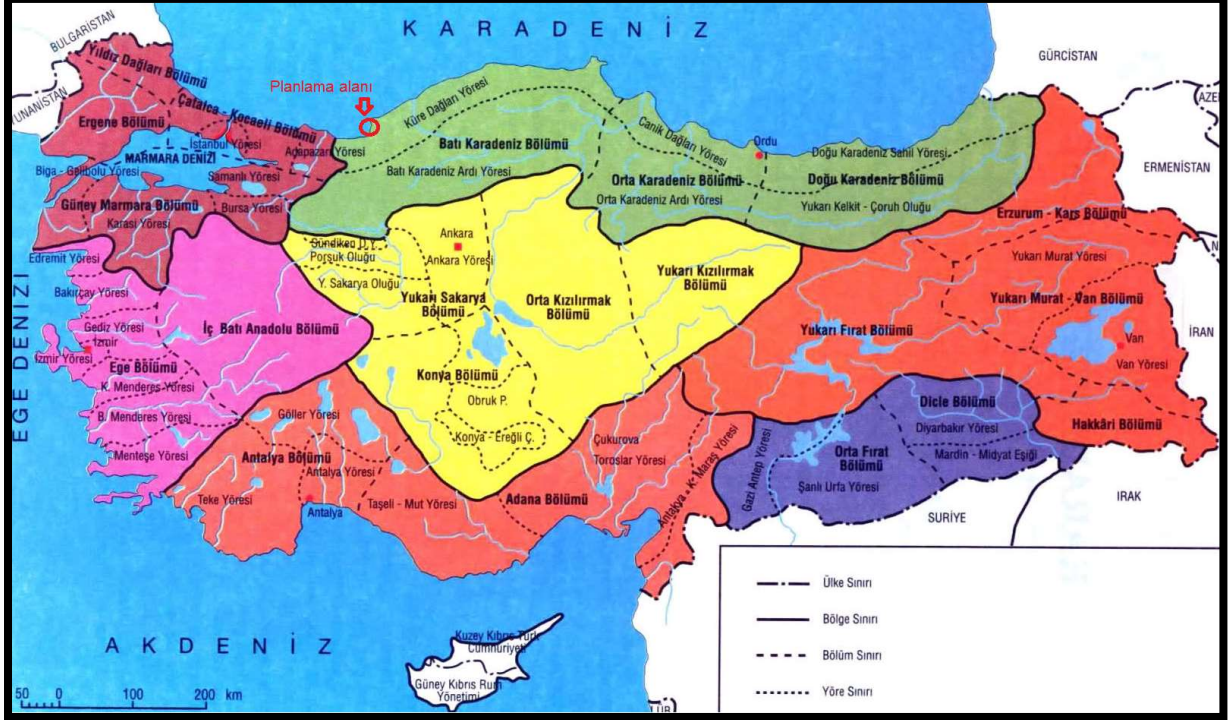 KARADENİZ
BULGARİSTAN
GÜRCİSTAN
Yıldız Dağları Bölümü
Planlama alanı
Küre Dağları Yöresi
YUNANİSTAN
Çatalca - Kocaeli Bölümü
Ergene Bölümü
Canik Dağları Yöresi
İstanbul Yöresi
Ordu
Batı Karadeniz Bölümü
Adapazarı Yöresi
Doğu Karadeniz Sahil Yöresi
MARMARA DENİZİ
ERMENİSTAN
Biga - Gelibolu Yöresi
Samanlı Yöresi
Batı Karadeniz Ardı Yöresi
Orta Karadeniz Bölümü
Doğu Karadeniz Bölümü
Güney Marmara Bölümü
Bursa Yöresi
Orta Karadeniz Ardı Yöresi
Yukarı Kelkit - Çoruh Oluğu
Karasi Yöresi
Erzurum - Kars Bölümü
Ankara
Sündiken D.Y.
Porsuk Oluğu
Edremit Yöresi
Ankara Yöresi
Yukarı Murat Yöresi
Y. Sakarya Oluğu
Yukarı Kızılırmak
Bölümü
Bakırçay Yöresi
Yukarı Sakarya
Bölümü
Orta Kızılırmak
Bölümü
Yukarı Murat - Van Bölümü
Gediz Yöresi
İç Batı Anadolu Bölümü
Yukarı Fırat Bölümü
İRAN
İzmir
Van
İzmir Yöresi
Ege Bölümü
Van Yöresi
EGE DENİZİ
Konya Bölümü
K. Menderes Yöresi
Obruk P.
Dicle Bölümü
B. Menderes Yöresi
Göller Yöresi
Diyarbakır Yöresi
Hakkâri Bölümü
Konya - Ereğli Ç.
Çukurova
Menteşe Yöresi
Antalya Bölümü
Toroslar Yöresi
Gazi Antep Yöresi
Orta Fırat
Bölümü
Mardin - Midyat Eşiği
Antalya Yöresi
Antakya - K. Maraş Yöresi
Şanlı Urfa Yöresi
Teke Yöresi
Taşeli - Mut Yöresi
Adana Bölümü
IRAK
Antalya
SURİYE
Ülke Sınırı
Bölge Sınırı
AKDENİZ
Kuzey Kıbrıs Türk
Cumhuriyeti
Bölüm Sınırı
Güney Kıbrıs Rum
Yönetimi
Yöre Sınırı
50 0 100 200 km